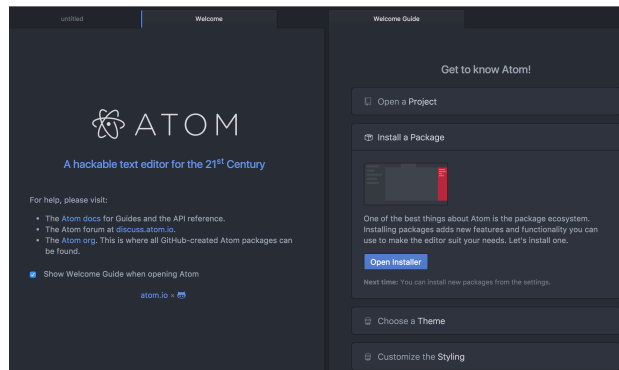 untitled
Welcome
Welcome Guide
ATOM
A hackable text editor for the 21st Century
For help, please visit:
The Atom docs for Guides and the API reference.
The Atom forum at discuss.atom.io.
The Atom org. This is where all GitHub-created Atom packages can
be found.
Show Welcome Guide when opening Atom
atom.io ×
Get to know Atom!
Open a Project
Install a Package
One of the best things about Atom is the package ecosystem.
Installing packages adds new features and functionality you can
use to make the editor suit your needs. Let's install one.
Open Installer
Next time: You can install new packages from the settings.
Choose a Theme
Customize the Styling